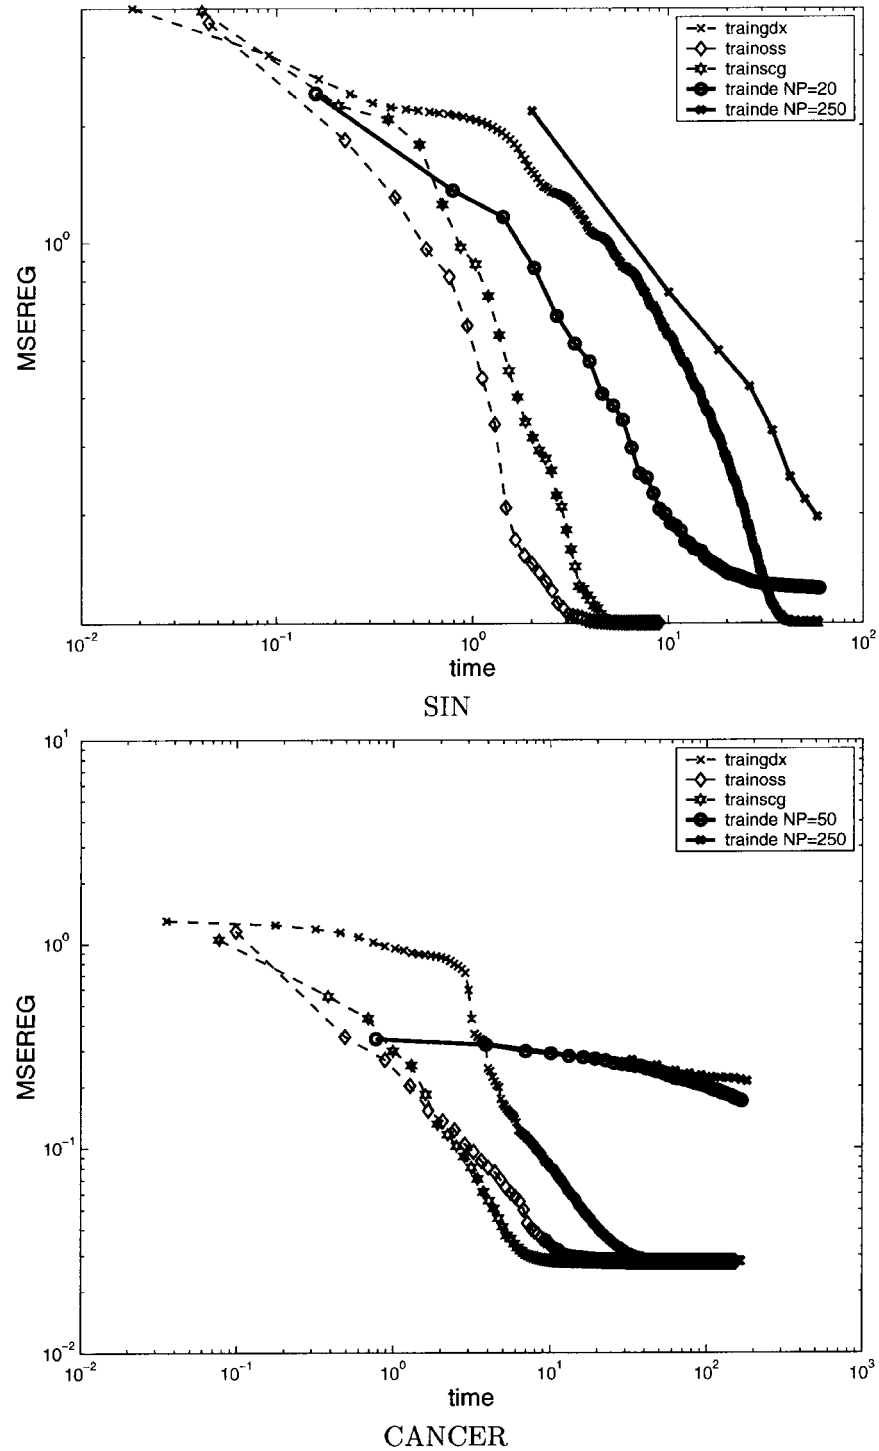 traingdx
trainoss
trainscg
trainde NP=20
trainde NP=250
MSEREG
10^0
10^-2
10^-1
10^0
10^1
10^2
time
SIN
10^1
traingdx
trainoss
trainscg
trainde NP=50
trainde NP=250
10^0
MSEREG
10^-1
10^-2
10^-2
10^-1
10^0
10^1
10^2
10^3
time
CANCER